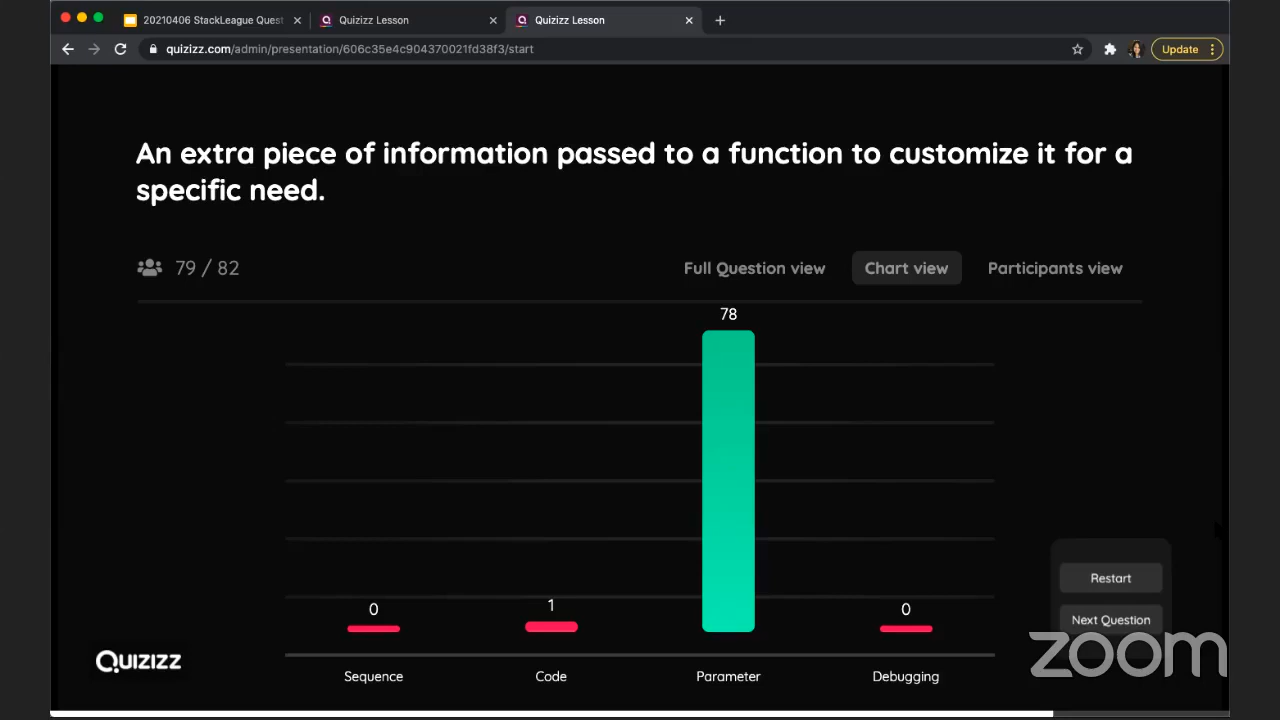 20210406 StackLeague Quest
Quizizz Lesson
Quizizz Lesson
quizizz.com/admin/presentation/606c35e4c904370021fd38f3/start
Update
An extra piece of information passed to a function to customize it for a
specific need.
79 / 82
Full Question view
Chart view
Participants view
78
0
1
0
Restart
Next Question
zoom
Quizizz
Sequence
Code
Parameter
Debugging